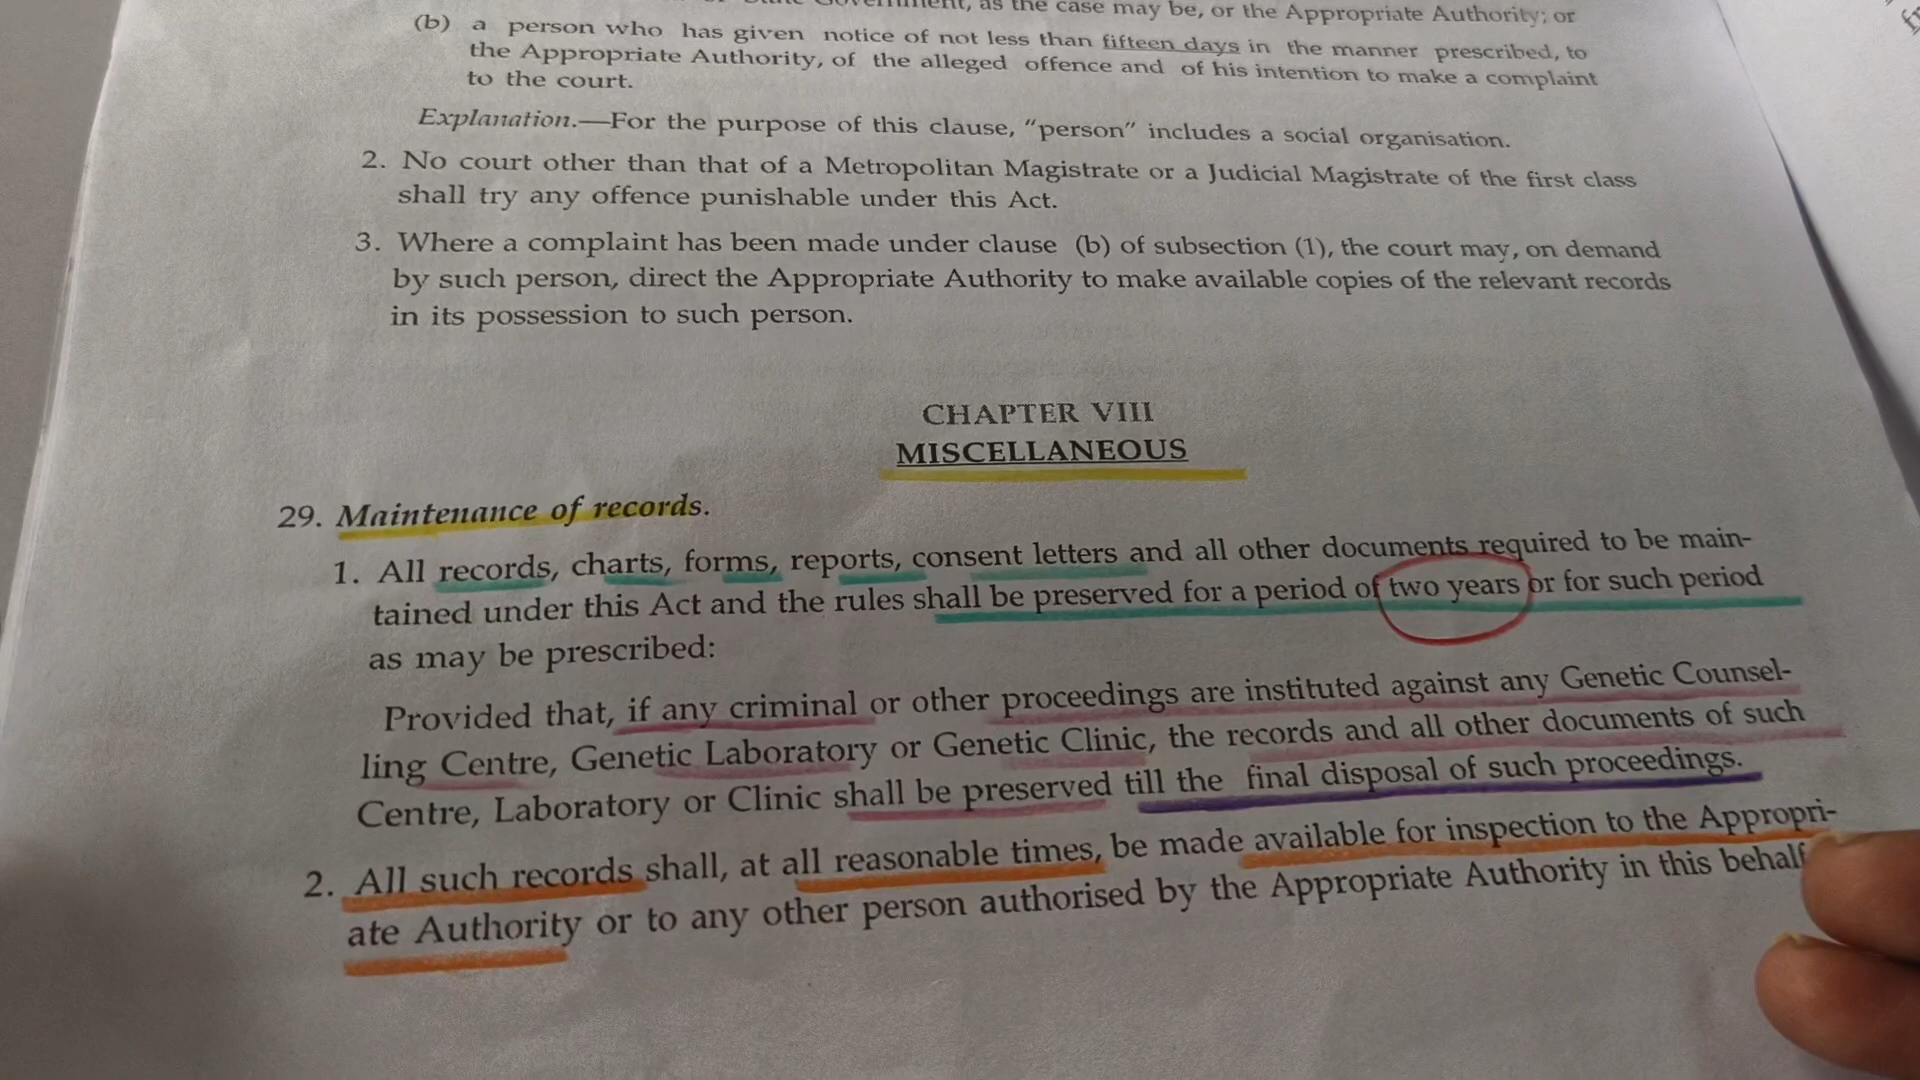 Government, as the case may be, or the Appropriate Authority; or
(b) a person who has given notice of not less than fifteen days in the manner prescribed, to
the Appropriate Authority, of the alleged offence and of his intention to make a complaint
to the court.
Explanation.—For the purpose of this clause, "person" includes a social organisation.
2. No court other than that of a Metropolitan Magistrate or a Judicial Magistrate of the first class
shall try any offence punishable under this Act.
3. Where a complaint has been made under clause (b) of subsection (1), the court may, on demand
by such person, direct the Appropriate Authority to make available copies of the relevant records
in its possession to such person.
CHAPTER VIII
MISCELLANEOUS
29. Maintenance of records.
1. All records, charts, forms, reports, consent letters and all other documents required to be main-
tained under this Act and the rules shall be preserved for a period of two years or for such period
as may be prescribed:
Provided that, if any criminal or other proceedings are instituted against any Genetic Counsel-
ling Centre, Genetic Laboratory or Genetic Clinic, the records and all other documents of such
Centre, Laboratory or Clinic shall be preserved till the final disposal of such proceedings.
2. All such records shall, at all reasonable times, be made available for inspection to the Appropri-
ate Authority or to any other person authorised by the Appropriate Authority in this behalf